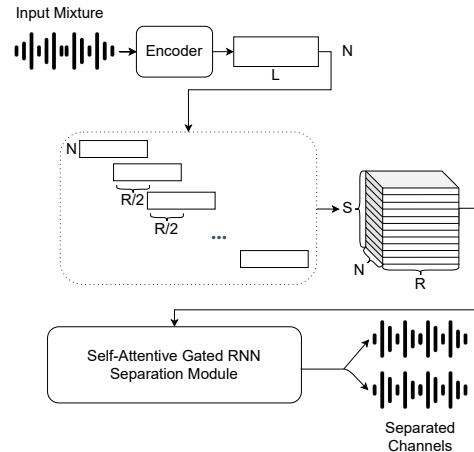 Input Mixture
Encoder
N
L
N
R/2
R/2
...
S
N
R
Self-Attentive Gated RNN
Separation Module
Separated
Channels